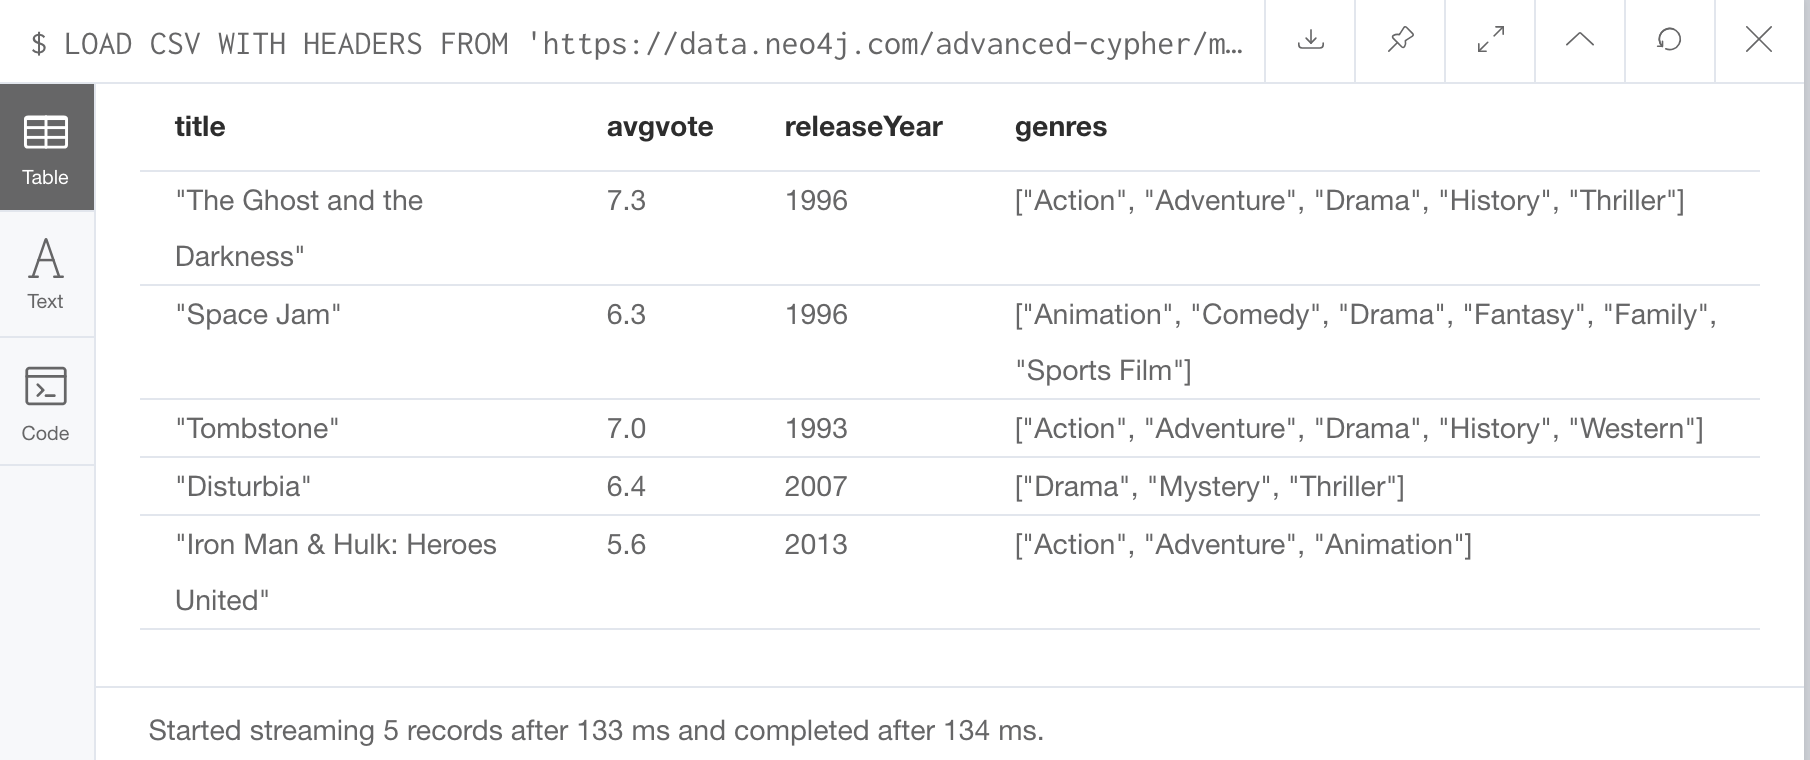 $ LOAD CSV WITH HEADERS FROM 'https://data.neo4j.com/advanced-cypher/m…
Table
Text
Code
title avgvote releaseYear genres
"The Ghost and the 7.3 1996 ["Action", "Adventure", "Drama", "History", "Thriller"]
Darkness"
"Space Jam" 6.3 1996 ["Animation", "Comedy", "Drama", "Fantasy", "Family",
"Sports Film"]
"Tombstone" 7.0 1993 ["Action", "Adventure", "Drama", "History", "Western"]
"Disturbia" 6.4 2007 ["Drama", "Mystery", "Thriller"]
"Iron Man & Hulk: Heroes 5.6 2013 ["Action", "Adventure", "Animation"]
United"
Started streaming 5 records after 133 ms and completed after 134 ms.